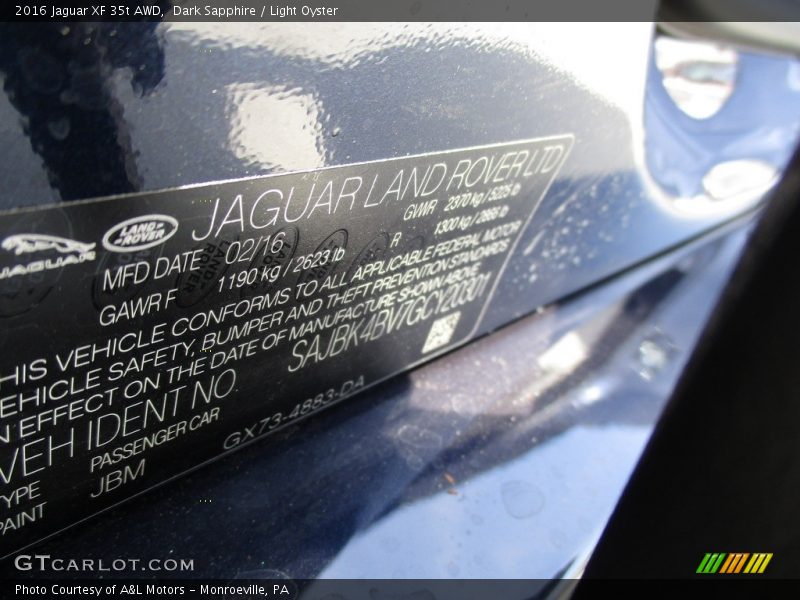 2016 Jaguar XF 35t AWD, Dark Sapphire / Light Oyster
JAGUAR
LAND ROVER
JAGUAR LAND ROVER LTD
MFD DATE 02/16 GVWR 2370 kg / 5225 lb
GAWR F 1190 kg / 2623 lb R 1300 kg / 2866 lb
HIS VEHICLE CONFORMS TO ALL APPLICABLE FEDERAL MOTOR
EHICLE SAFETY, BUMPER AND THEFT PREVENTION STANDARDS
N EFFECT ON THE DATE OF MANUFACTURE SHOWN ABOVE
VEH IDENT NO. SAJBK4BV7GCY20301
TYPE PASSENGER CAR
PAINT JBM GX73-4883-DA
GTCARLOT.COM
Photo Courtesy of A&L Motors - Monroeville, PA